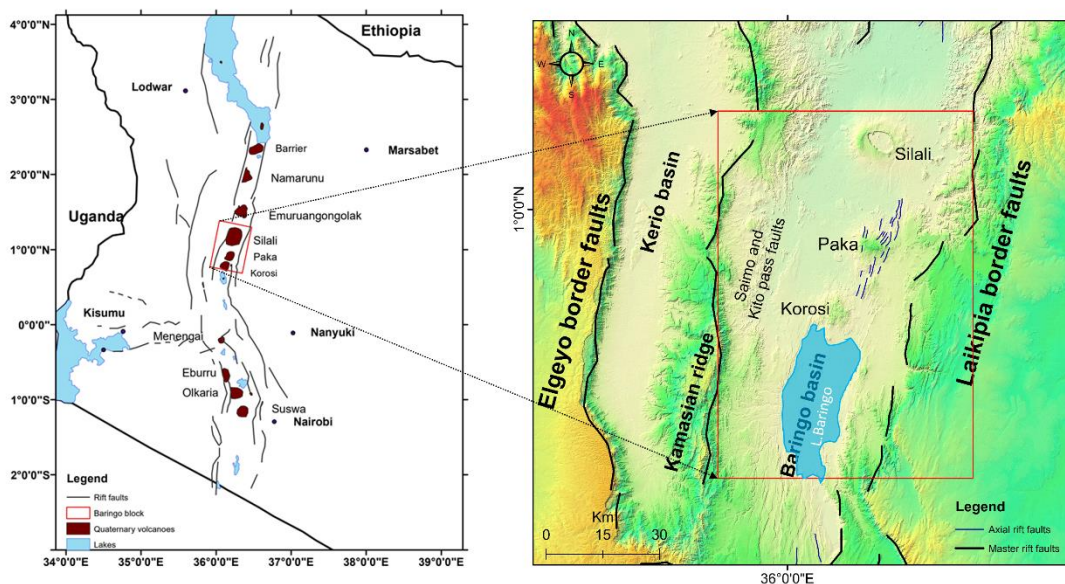 4°0'0"N
3°0'0"N
2°0'0"N
1°0'0"N
0°0'0"
1°0'0"S
2°0'0"S
34°0'0"E
35°0'0"E
36°0'0"E
37°0'0"E
38°0'0"E
39°0'0"E
Ethiopia
Lodwar
Barrier
Marsabet
Namarunu
Uganda
Emuruangongolak
Silali
Paka
Korosi
Kisumu
Nanyuki
Menengai
Eburru
Olkaria
Suswa
Nairobi
Legend
Rift faults
Baringo block
Quaternary volcanoes
Lakes
N
W
E
S
Silali
1°0'0"N
Elgeyo border faults
Kerio basin
Saimo and
Kito pass faults
Paka
Korosi
Kamasian ridge
Baringo basin
L.Baringo
Laikipia border faults
Km
0
15
30
Legend
Axial rift faults
Master rift faults
36°0'0"E